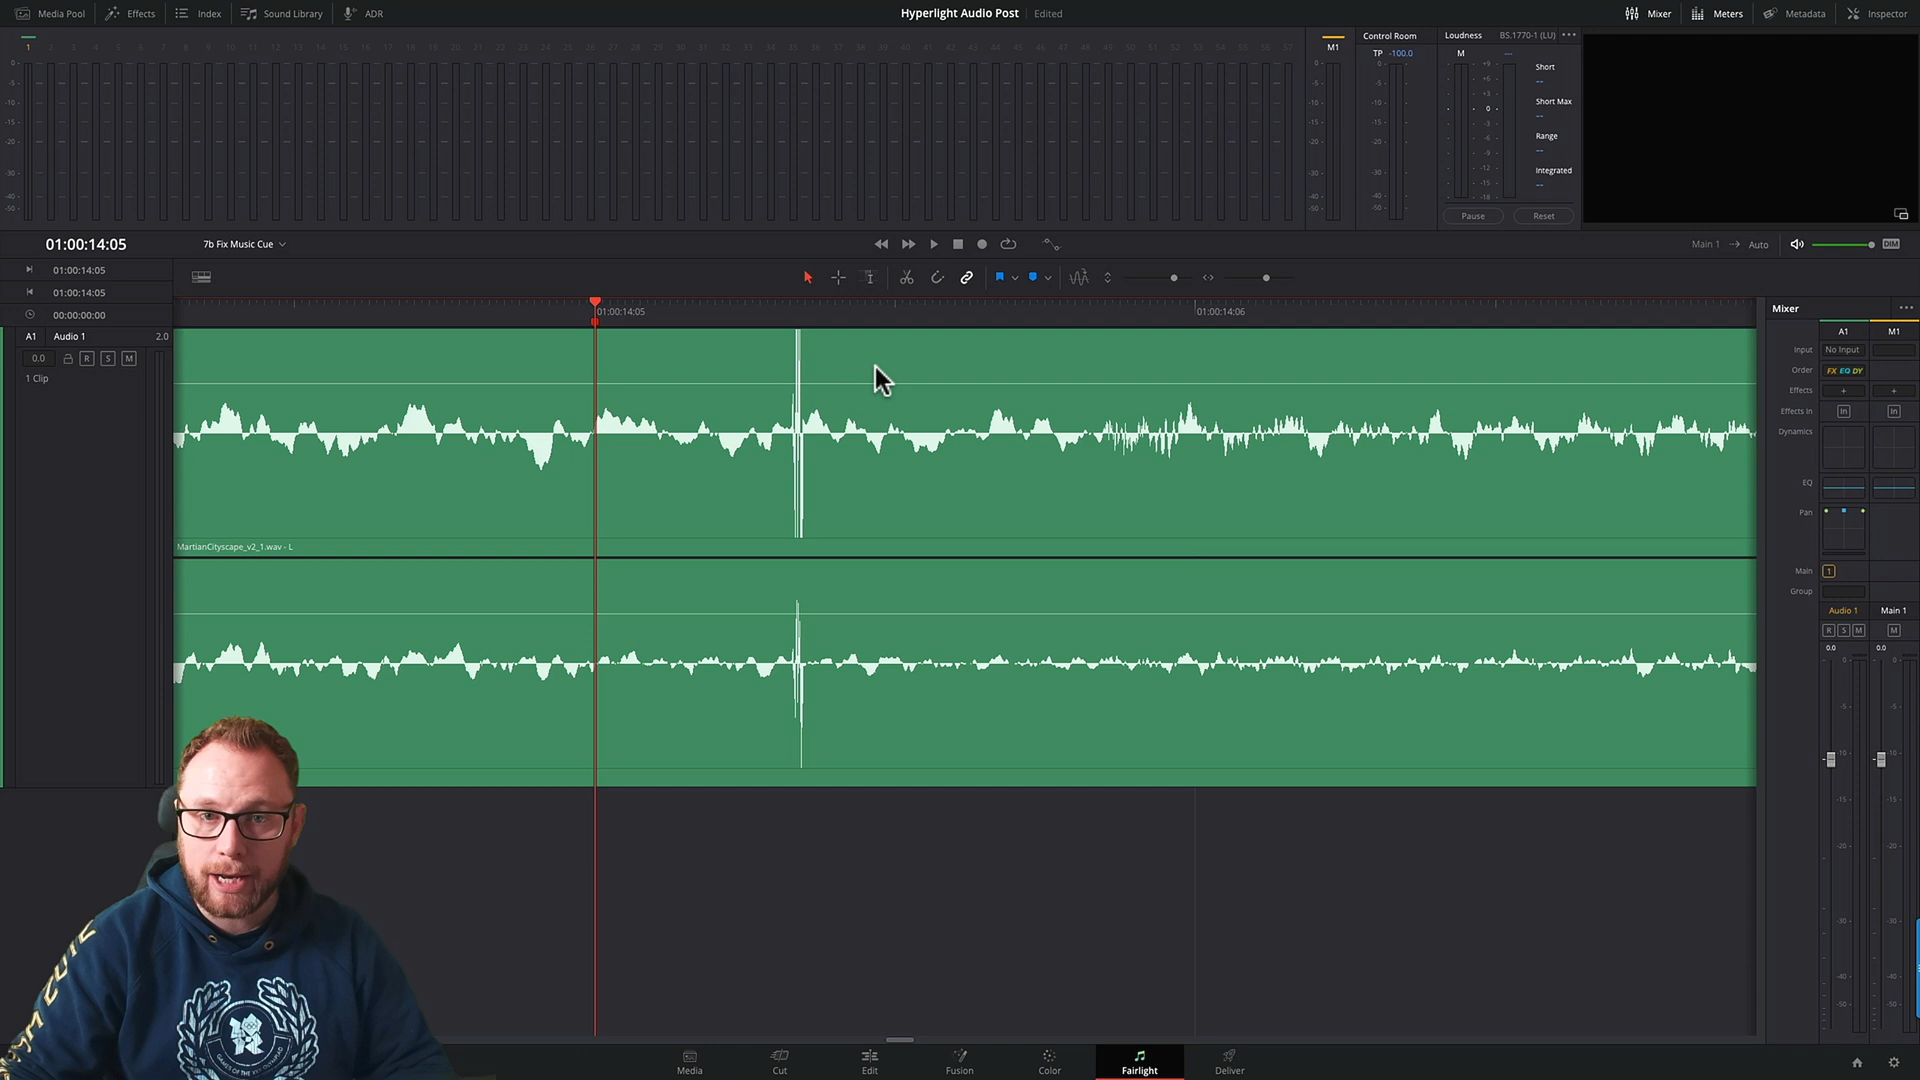 Media Pool Effects Index Sound Library ADR Hyperlight Audio Post Edited Mixer Meters Metadata Inspector
M1 Control Room Loudness BS.1770-1 (LU)
TP -100.0 M
Short
Short Max
Range
Integrated
Pause Reset
01:00:14:05 7b Fix Music Cue Main 1 Auto DIM
01:00:14:05
01:00:14:05
00:00:00:00
01:00:14:05 01:00:14:06
A1 Audio 1 2.0
0.0 R S M
1 Clip
MartianCityscape_v2_1.wav - L
Mixer
A1 M1
Input No Input
Order FX EQ DY
Effects + +
Effects In
Dynamics
EQ
Pan
Main 1
Group
Audio 1 Main 1
R S M M
0.0 0.0
Media Cut Edit Fusion Color Fairlight Deliver